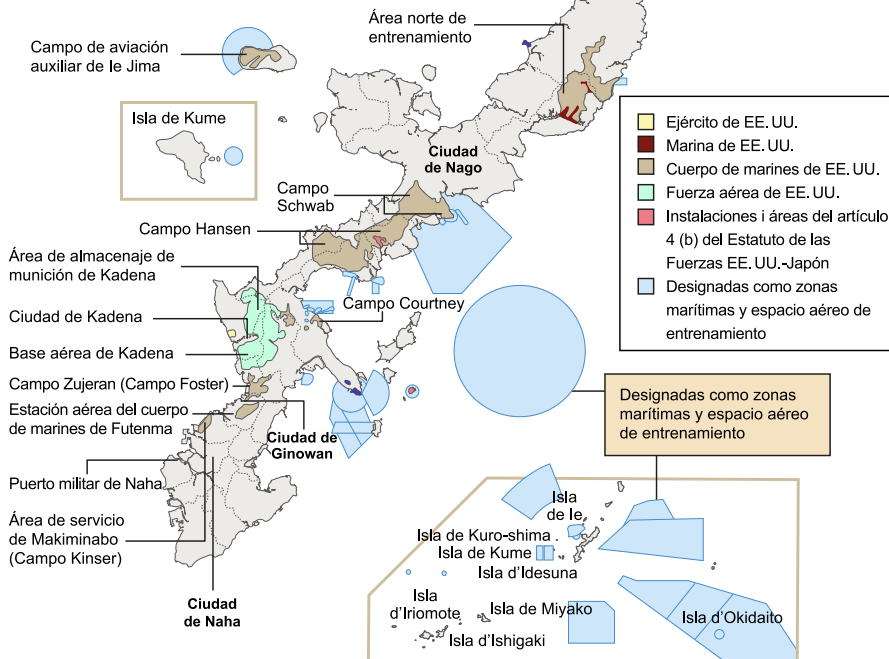 Área norte de
entrenamiento
Campo de aviación
auxiliar de Ie Jima
Isla de Kume
Ciudad
de Nago
Campo
Schwab
Campo Hansen
Área de almacenaje de
munición de Kadena
Campo Courtney
Ciudad de Kadena
Base aérea de Kadena
Campo Zujeran (Campo Foster)
Estación aérea del cuerpo
de marines de Futenma
Ciudad de
Ginowan
Puerto militar de Naha
Área de servicio
de Makiminabo
(Campo Kinser)
Ciudad
de Naha
Ejército de EE. UU.
Marina de EE. UU.
Cuerpo de marines de EE. UU.
Fuerza aérea de EE. UU.
Instalaciones i áreas del artículo
4 (b) del Estatuto de las
Fuerzas EE. UU.-Japón
Designadas como zonas
marítimas y espacio aéreo de
entrenamiento
Designadas como zonas
marítimas y espacio aéreo
de entrenamiento
Isla
de Ie
Isla de Kuro-shima
Isla de Kume
Isla d'Idesuna
Isla
d'Iriomote
Isla de Miyako
Isla d'Ishigaki
Isla d'Okidaito